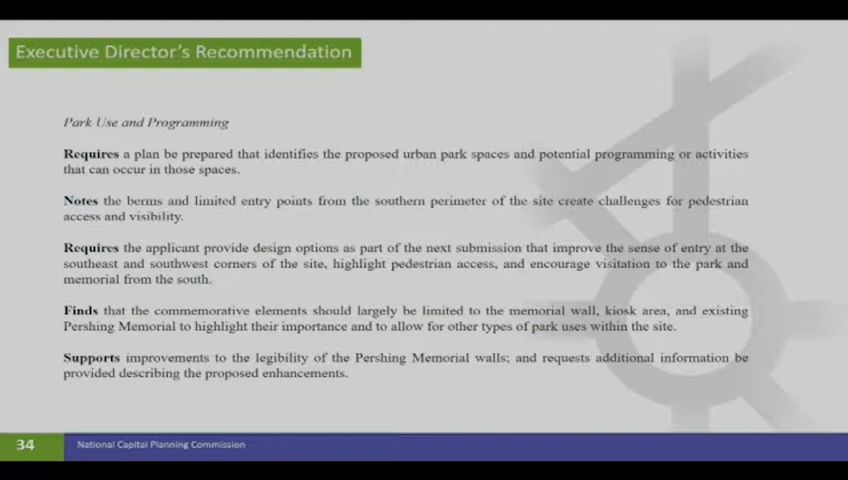 Executive Director's Recommendation
Park Use and Programming
Requires a plan be prepared that identifies the proposed urban park spaces and potential programming or activities
that can occur in those spaces.
Notes the berms and limited entry points from the southern perimeter of the site create challenges for pedestrian
access and visibility.
Requires the applicant provide design options as part of the next submission that improve the sense of entry at the
southeast and southwest corners of the site, highlight pedestrian access, and encourage visitation to the park and
memorial from the south.
Finds that the commemorative elements should largely be limited to the memorial wall, kiosk area, and existing
Pershing Memorial to highlight their importance and to allow for other types of park uses within the site.
Supports improvements to the legibility of the Pershing Memorial walls; and requests additional information be
provided describing the proposed enhancements.
34
National Capital Planning Commission